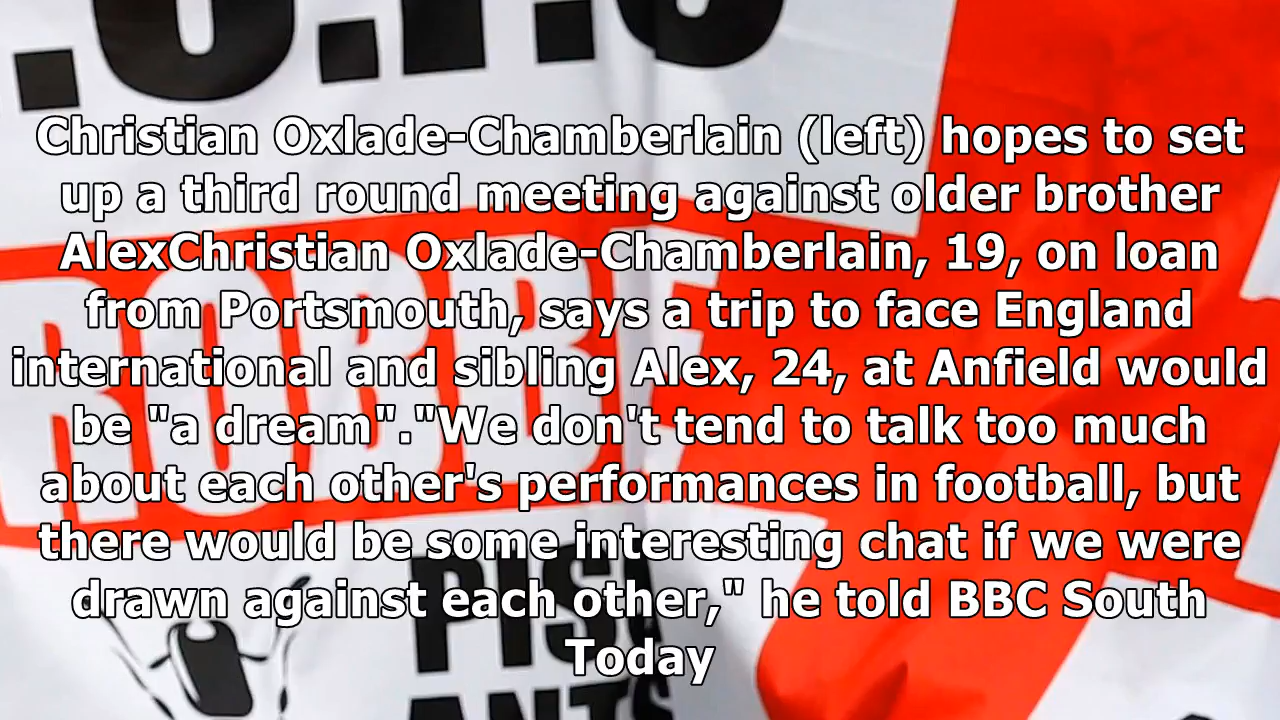 Christian Oxlade-Chamberlain (left) hopes to set
up a third round meeting against older brother
AlexChristian Oxlade-Chamberlain, 19, on loan
from Portsmouth, says a trip to face England
international and sibling Alex, 24, at Anfield would
be "a dream"."We don't tend to talk too much
about each other's performances in football, but
there would be some interesting chat if we were
drawn against each other," he told BBC South
Today
ANTS